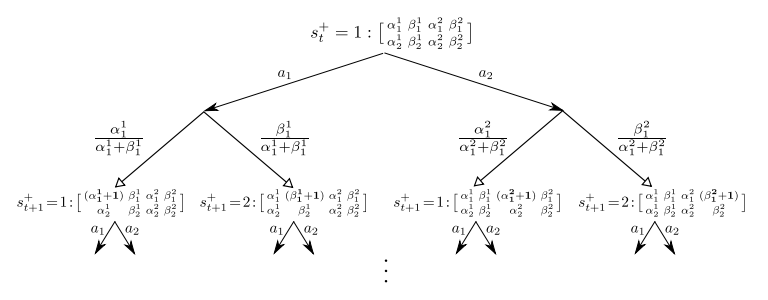 $s_t^+ = 1 : \begin{bmatrix} \alpha_1^1 & \beta_1^1 & \alpha_1^2 & \beta_1^2 \\ \alpha_2^1 & \beta_2^1 & \alpha_2^2 & \beta_2^2 \end{bmatrix}$
$a_1$ $a_2$
$\frac{\alpha_1^1}{\alpha_1^1+\beta_1^1}$ $\frac{\beta_1^1}{\alpha_1^1+\beta_1^1}$ $\frac{\alpha_1^2}{\alpha_1^2+\beta_1^2}$ $\frac{\beta_1^2}{\alpha_1^2+\beta_1^2}$
$s_{t+1}^+ = 1 : \begin{bmatrix} (\alpha_1^1+1) & \beta_1^1 & \alpha_1^2 & \beta_1^2 \\ \alpha_2^1 & \beta_2^1 & \alpha_2^2 & \beta_2^2 \end{bmatrix}$ $s_{t+1}^+ = 2 : \begin{bmatrix} \alpha_1^1 & (\beta_1^1+1) & \alpha_1^2 & \beta_1^2 \\ \alpha_2^1 & \beta_2^1 & \alpha_2^2 & \beta_2^2 \end{bmatrix}$ $s_{t+1}^+ = 1 : \begin{bmatrix} \alpha_1^1 & \beta_1^1 & (\alpha_1^2+1) & \beta_1^2 \\ \alpha_2^1 & \beta_2^1 & \alpha_2^2 & \beta_2^2 \end{bmatrix}$ $s_{t+1}^+ = 2 : \begin{bmatrix} \alpha_1^1 & \beta_1^1 & \alpha_1^2 & (\beta_1^2+1) \\ \alpha_2^1 & \beta_2^1 & \alpha_2^2 & \beta_2^2 \end{bmatrix}$
$a_1$ $a_2$ $a_1$ $a_2$ $a_1$ $a_2$ $a_1$ $a_2$
⋮